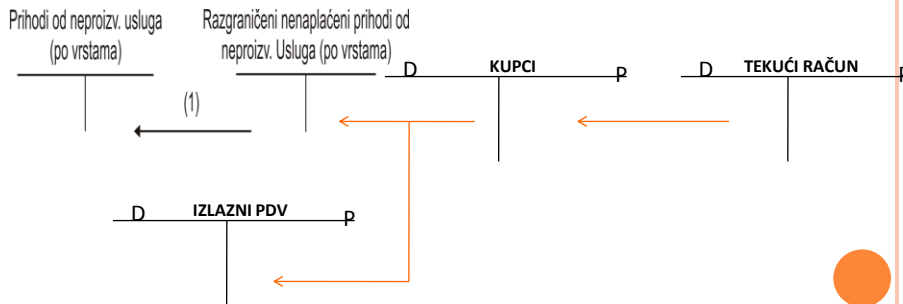 Prihodi od neproizv. usluga
(po vrstama)
Razgraničeni nenaplaćeni prihodi od
neproizv. Usluga (po vrstama)
D KUPCI P
D TEKUĆI RAČUN P
(1)
D IZLAZNI PDV P